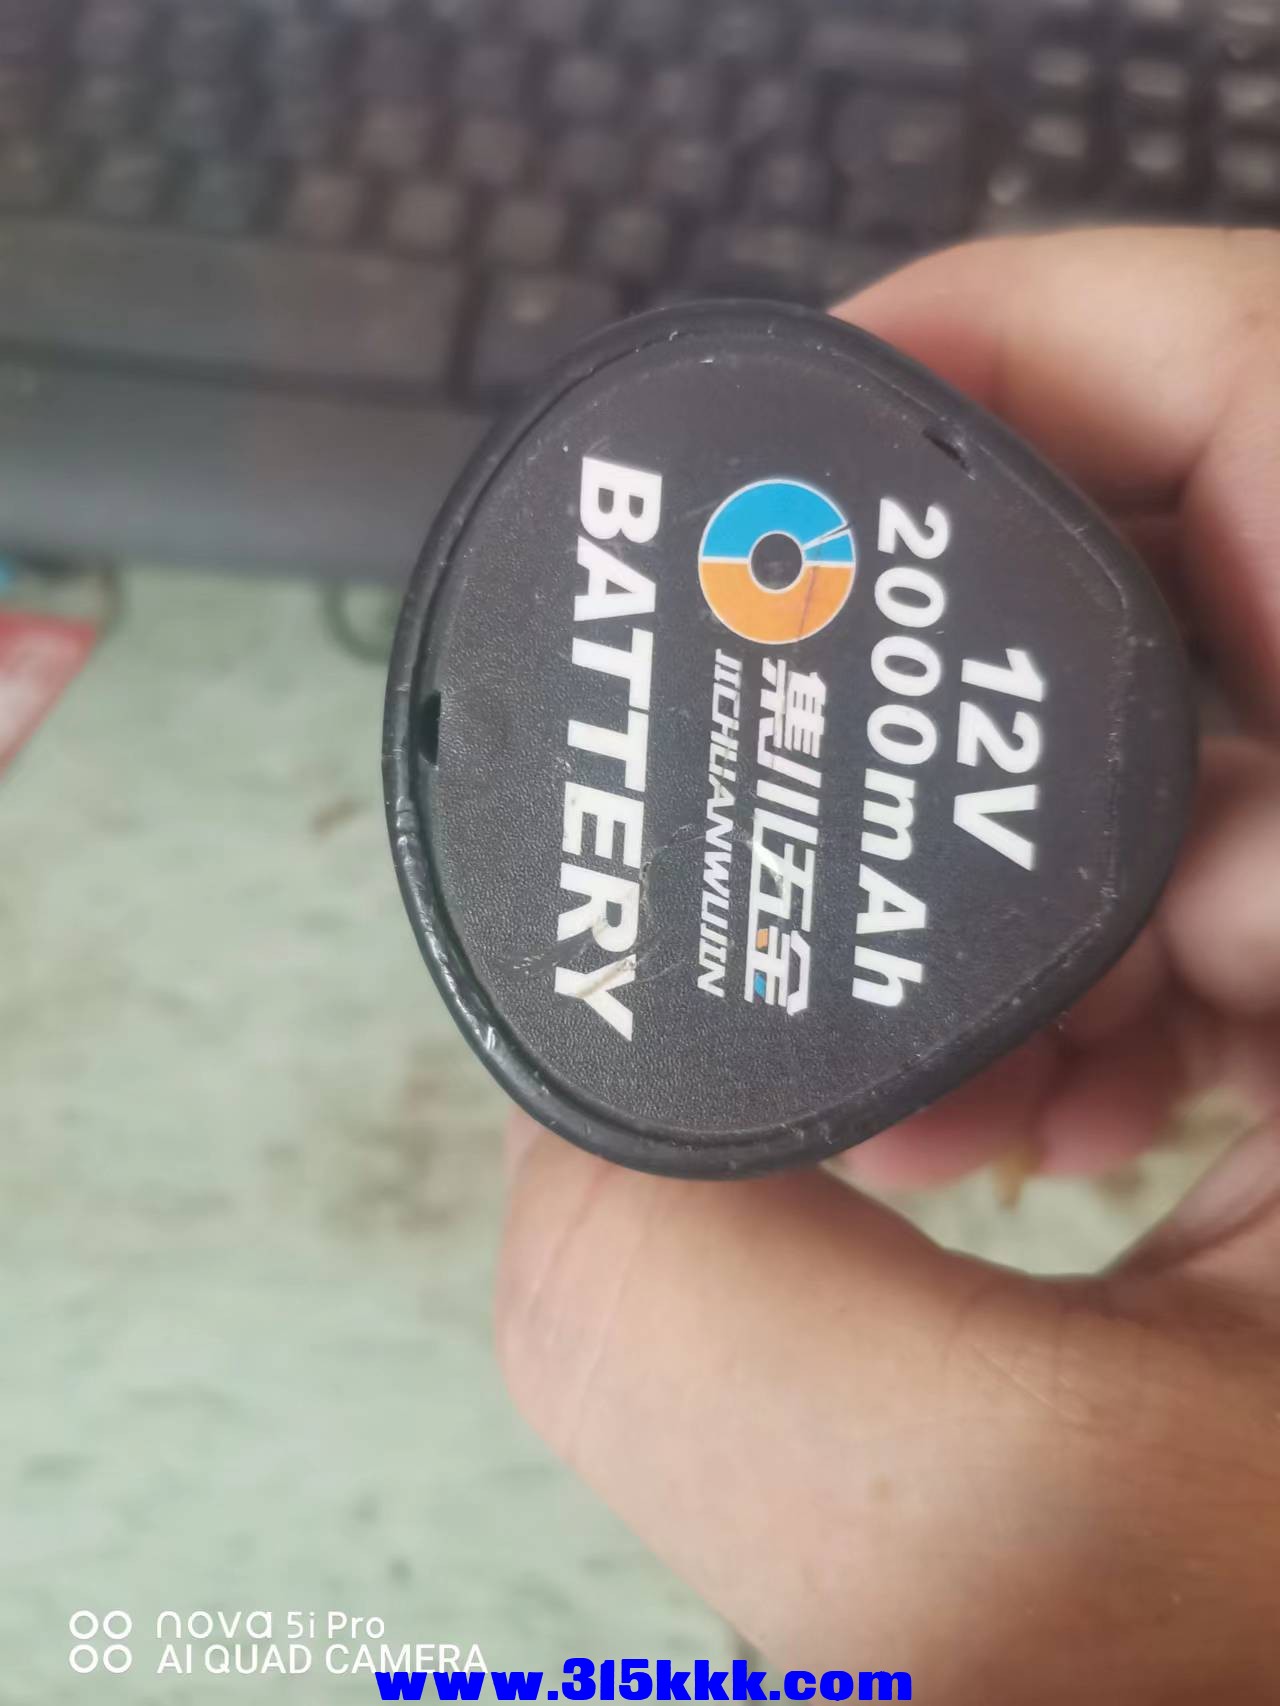 12V
2000mAh
集川五金
JICHUANWUJIN
BATTERY
nova 5i Pro
AI QUAD CAMERA
www.315kkk.com